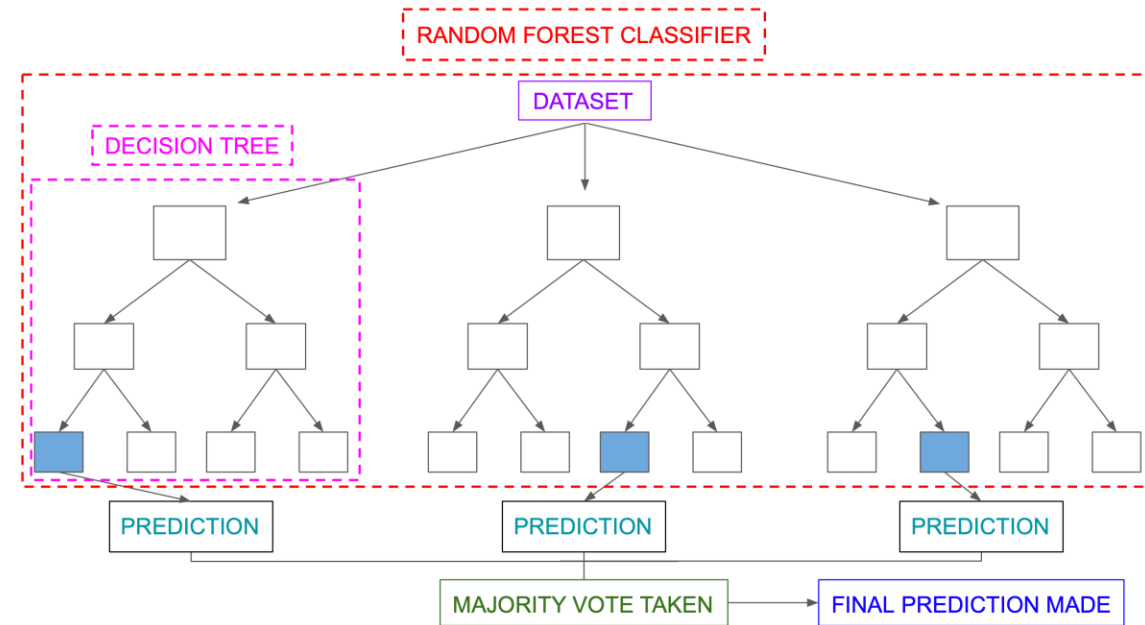 RANDOM FOREST CLASSIFIER
DATASET
DECISION TREE
PREDICTION
PREDICTION
PREDICTION
MAJORITY VOTE TAKEN
FINAL PREDICTION MADE